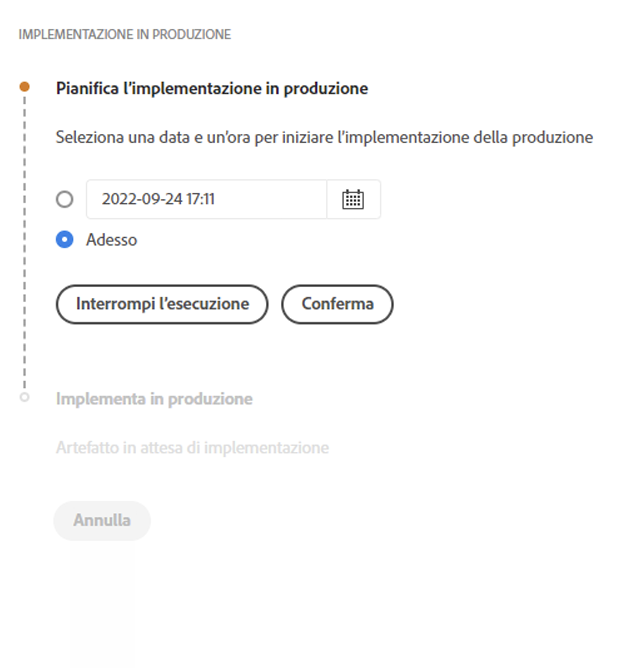 IMPLEMENTAZIONE IN PRODUZIONE
Pianifica l’implementazione in produzione
Seleziona una data e un’ora per iniziare l’implementazione della produzione
2022-09-24 17:11
Adesso
Interrompi l’esecuzione Conferma
Implementa in produzione
Artefatto in attesa di implementazione
Annulla